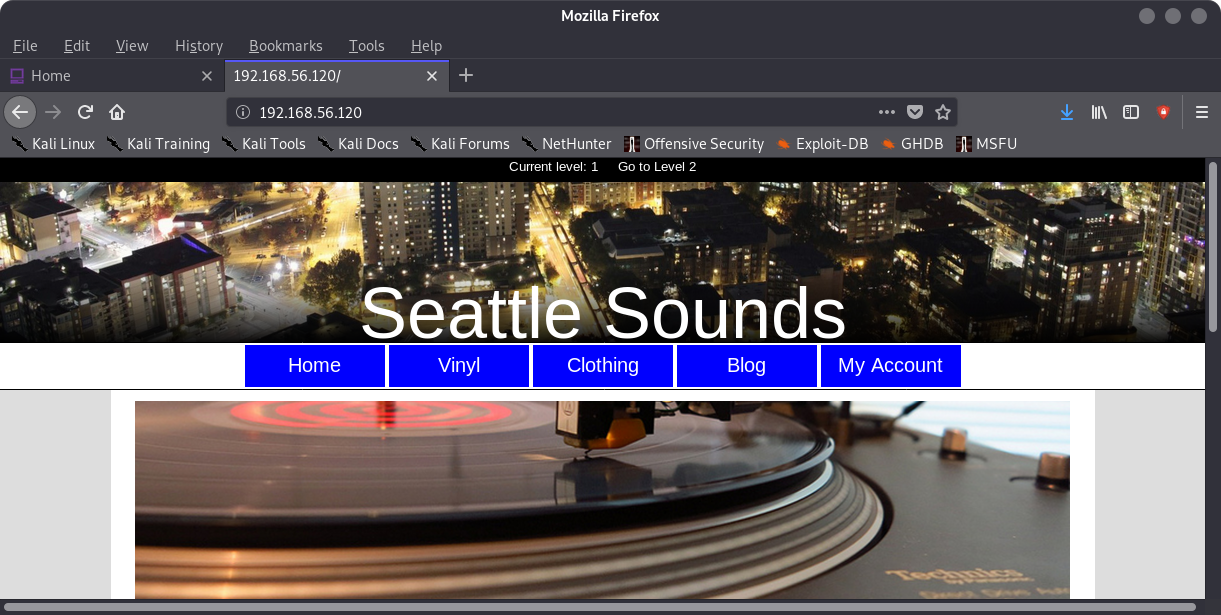 Mozilla Firefox
File Edit View History Bookmarks Tools Help
Home 192.168.56.120/
192.168.56.120
Kali Linux Kali Training Kali Tools Kali Docs Kali Forums NetHunter Offensive Security Exploit-DB GHDB MSFU
Current level: 1 Go to Level 2
Seattle Sounds
Home Vinyl Clothing Blog My Account
Technics